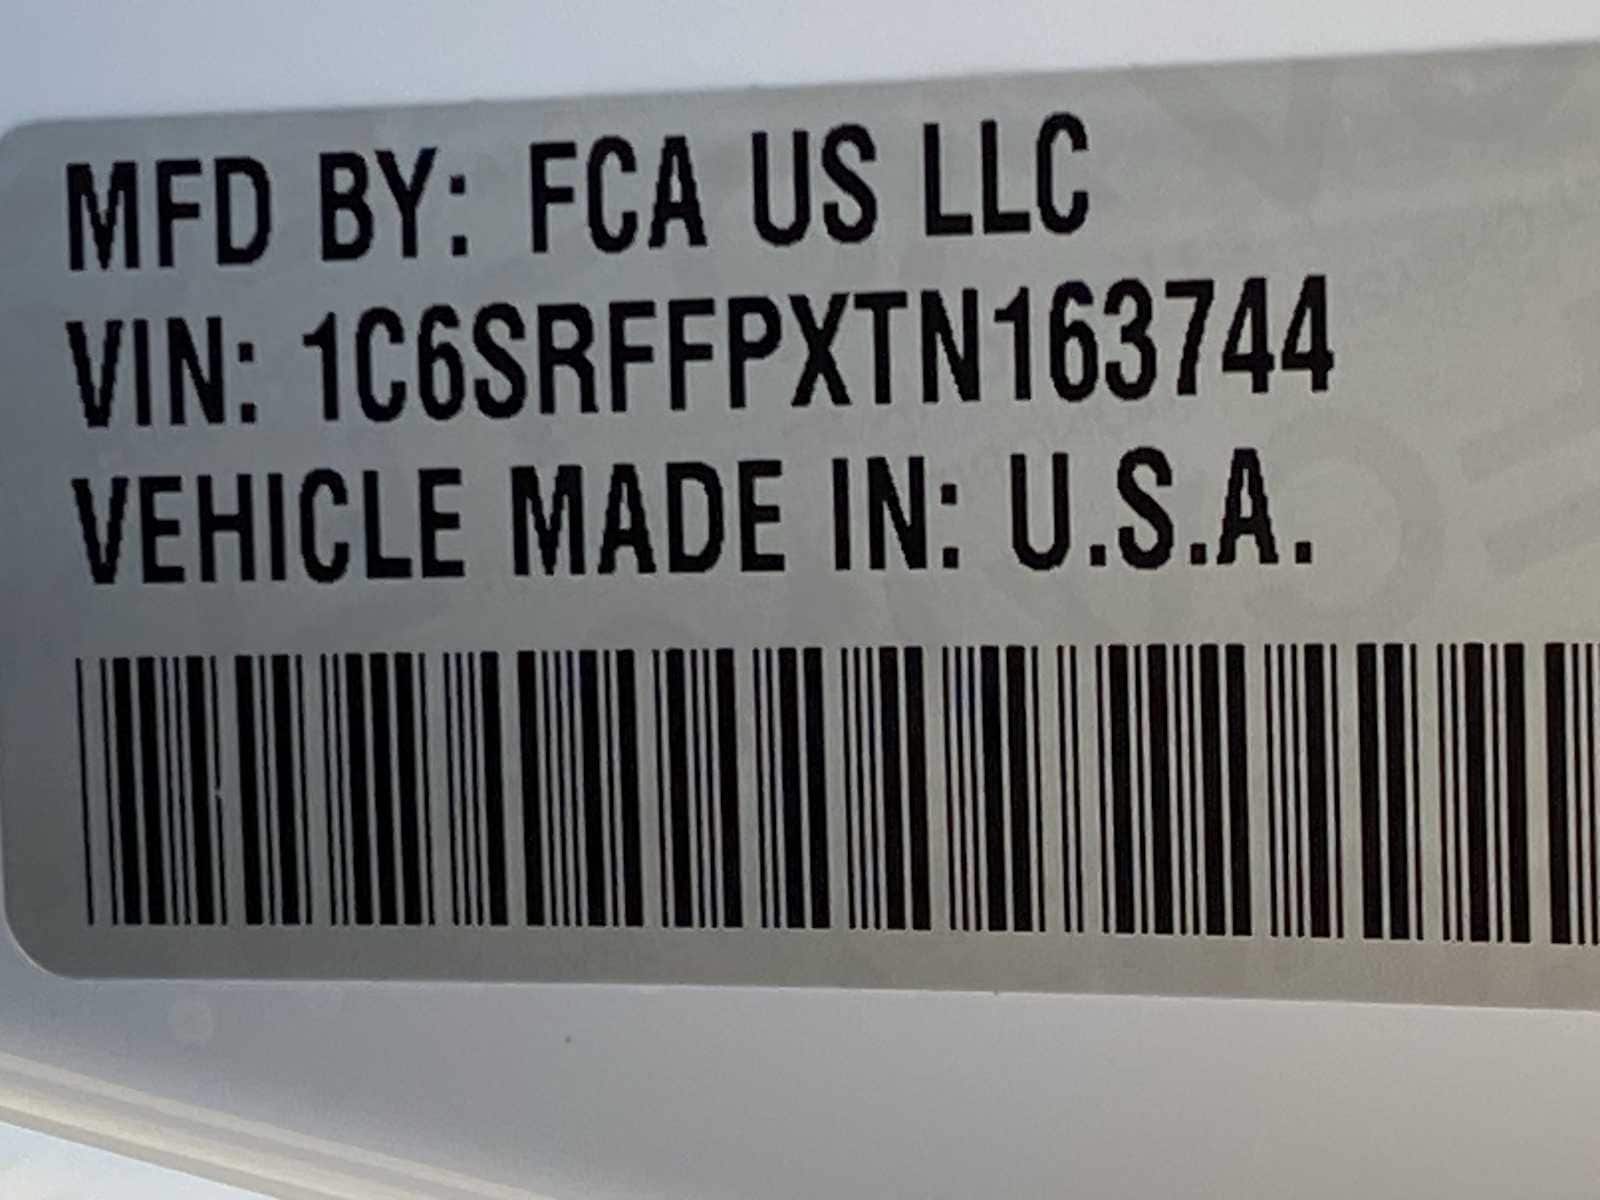 MFD BY: FCA US LLC
VIN: 1C6SRFFPXTN163744
VEHICLE MADE IN: U.S.A.